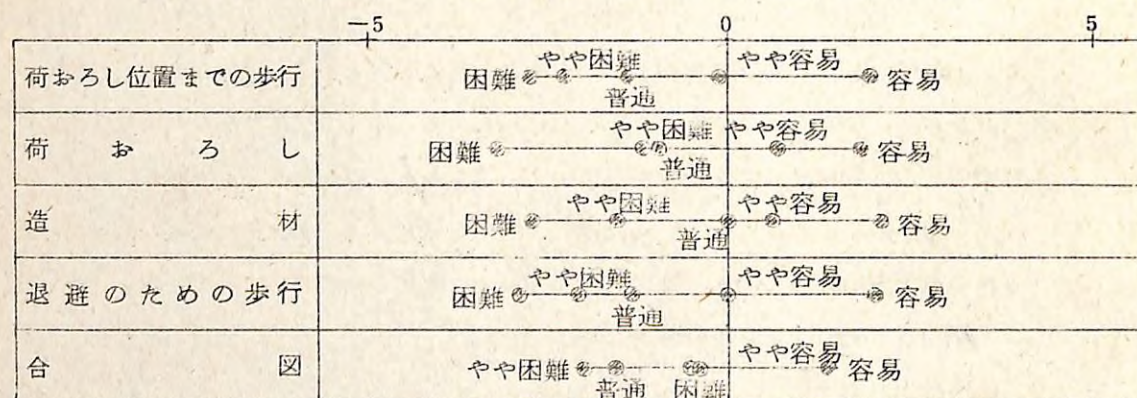 −5 0 5
荷おろし位置までの歩行 困難 やや困難 普通 やや容易 容易
荷おろし 困難 やや困難 普通 やや容易 容易
造材 困難 やや困難 普通 やや容易 容易
退避のための歩行 困難 やや困難 普通 やや容易 容易
合図 やや困難 普通 困難 やや容易 容易